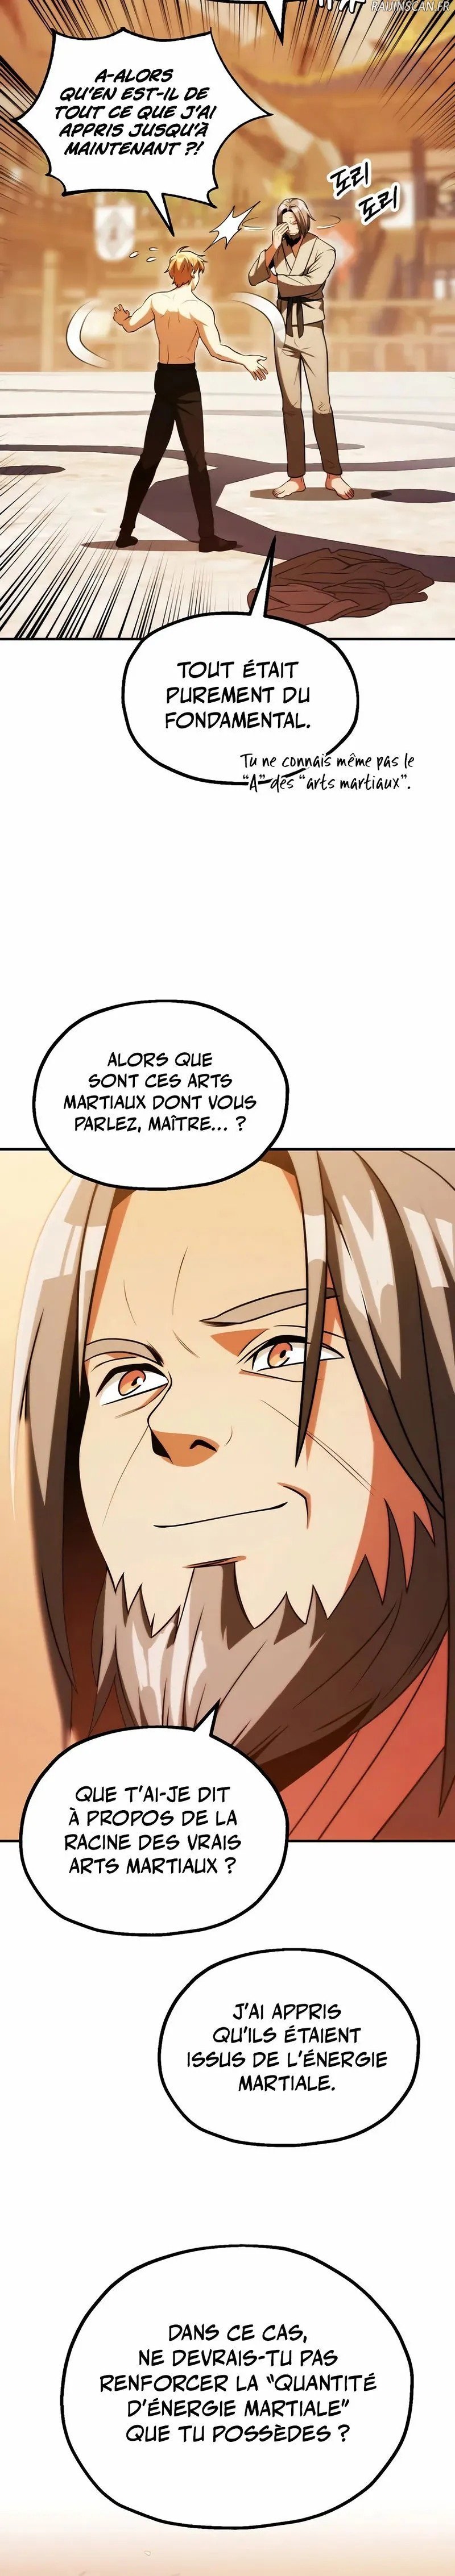 RAIJINSCAN.FR
A-ALORS
QU'EN EST-IL DE
TOUT CE QUE J'AI
APPRIS JUSQU'À
MAINTENANT ?!
도리
도리
TOUT ÉTAIT
PUREMENT DU
FONDAMENTAL.
Tu ne connais même pas le
"A" des "arts martiaux".
ALORS QUE
SONT CES ARTS
MARTIAUX DONT VOUS
PARLEZ, MAÎTRE... ?
QUE T'AI-JE DIT
À PROPOS DE LA
RACINE DES VRAIS
ARTS MARTIAUX ?
J'AI APPRIS
QU'ILS ÉTAIENT
ISSUS DE L'ÉNERGIE
MARTIALE.
DANS CE CAS,
NE DEVRAIS-TU PAS
RENFORCER LA "QUANTITÉ
D'ÉNERGIE MARTIALE"
QUE TU POSSÈDES ?